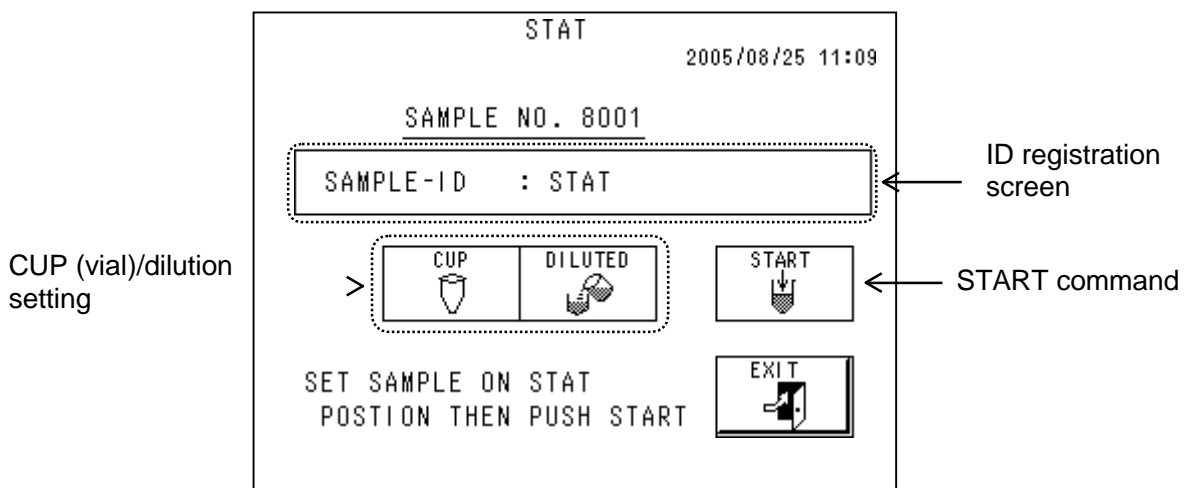 STAT
2005/08/25 11:09
SAMPLE NO. 8001
SAMPLE-ID : STAT
ID registration
screen
CUP (vial)/dilution
setting
CUP
DILUTED
START
START command
SET SAMPLE ON STAT
POSTION THEN PUSH START
EXIT